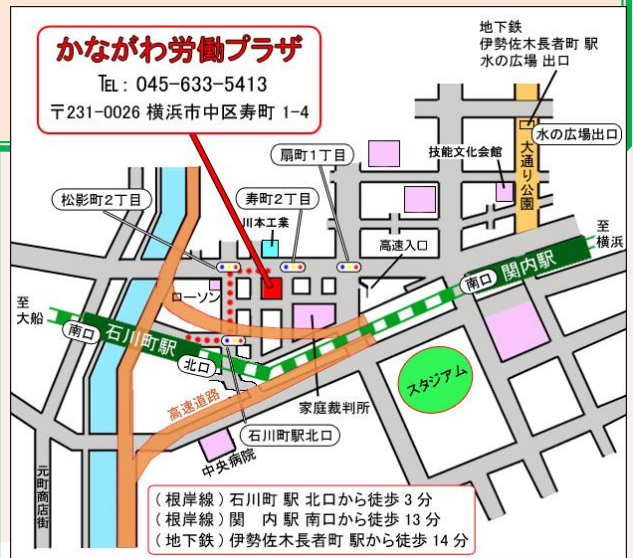 かながわ労働プラザ
TEL: 045-633-5413
〒231-0026 横浜市中区寿町 1-4
地下鉄
伊勢佐木長者町 駅
水の広場 出口
水の広場出口
大通り公園
技能文化会館
扇町1丁目
寿町2丁目
松影町2丁目
川本工業
高速入口
至
横浜
関内駅
南口
ローソン
至
大船
南口
石川町駅
北口
スタジアム
家庭裁判所
高速道路
石川町駅北口
中央病院
元町商店街
(根岸線) 石川町 駅 北口から徒歩 3 分
(根岸線) 関 内 駅 南口から徒歩 13 分
(地下鉄) 伊勢佐木長者町 駅から徒歩 14 分